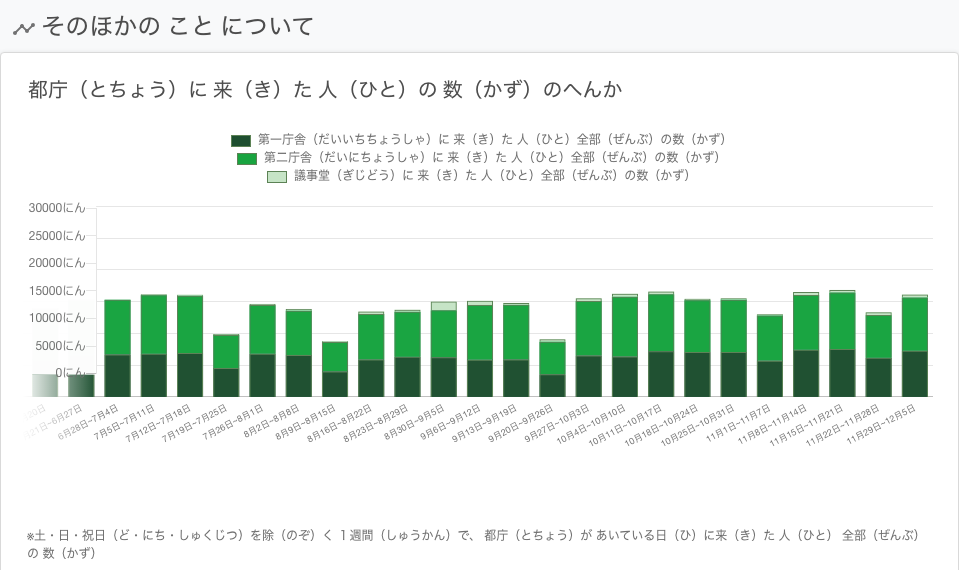 そのほかの こと について
都庁（とちょう）に 来（き）た 人（ひと）の 数（かず）のへんか
第一庁舎（だいいちちょうしゃ）に 来（き）た 人（ひと）全部（ぜんぶ）の数（かず）
第二庁舎（だいにちょうしゃ）に 来（き）た 人（ひと）全部（ぜんぶ）の数（かず）
議事堂（ぎじどう）に 来（き）た 人（ひと）全部（ぜんぶ）の数（かず）
30000にん
25000にん
20000にん
15000にん
10000にん
5000にん
0にん
6月28日~7月4日
7月5日~7月11日
7月12日~7月18日
7月19日~7月25日
7月26日~8月1日
8月2日~8月8日
8月9日~8月15日
8月16日~8月22日
8月23日~8月29日
8月30日~9月5日
9月6日~9月12日
9月13日~9月19日
9月20日~9月26日
9月27日~10月3日
10月4日~10月10日
10月11日~10月17日
10月18日~10月24日
10月25日~10月31日
11月1日~11月7日
11月8日~11月14日
11月15日~11月21日
11月22日~11月28日
11月29日~12月5日
※土・日・祝日（ど・にち・しゅくじつ）を除（のぞ）く １週間（しゅうかん）で、 都庁（とちょう）が あいている日（ひ）に来（き）た 人（ひと） 全部（ぜんぶ）
の 数（かず）